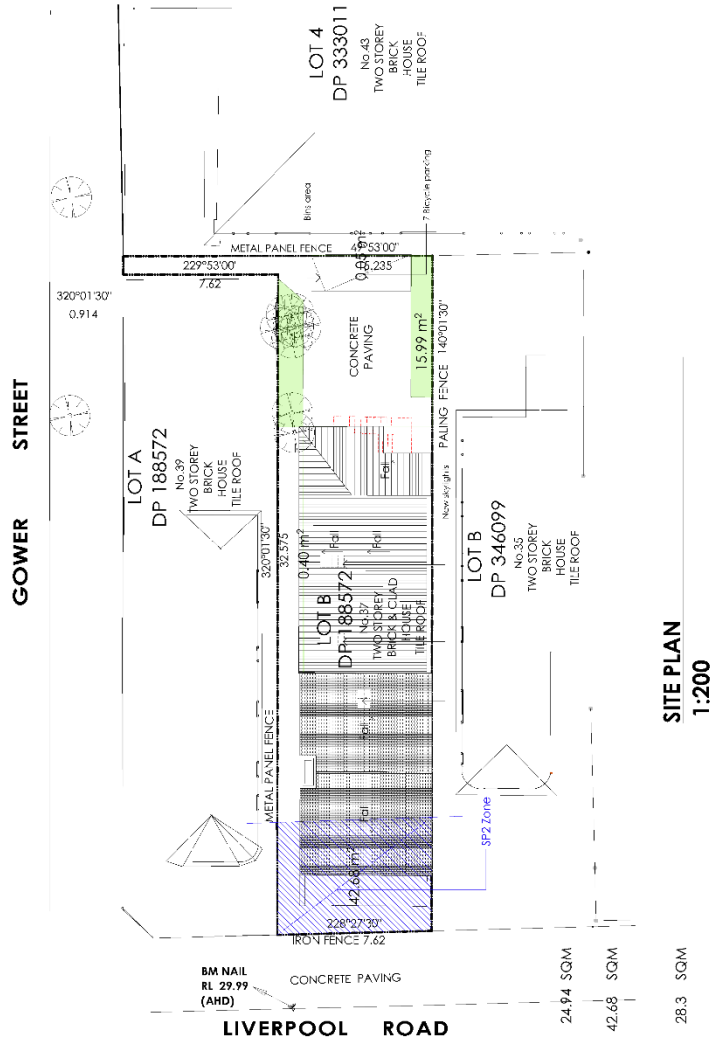 LOT 4
DP 333011
No.43
TWO STOREY
BRICK
HOUSE
TILE ROOF
Bins area
7 Bicycle parking
METAL PANEL FENCE
229°53'00"
7.62
320°01'30"
0.914
CONCRETE
PAVING
15.99 m²
PALING FENCE 140°01'30"
GOWER STREET
LOT A
DP 188572
No.39
TWO STOREY
BRICK
HOUSE
TILE ROOF
320°01'30"
32.575
0.40 m²
Fall
Fall
Fall
New skylights
LOT B
DP 188572
No.37
TWO STOREY
BRICK & CLAD
HOUSE
TILE ROOF
LOT B
DP 346099
No.35
TWO STOREY
BRICK
HOUSE
TILE ROOF
METAL PANEL FENCE
Fall
Fall
42.68 m²
SP2 Zone
228°27'30"
IRON FENCE 7.62
CONCRETE PAVING
BM NAIL
RL 29.99
(AHD)
LIVERPOOL ROAD
SITE PLAN
1:200
24.94 SQM
42.68 SQM
28.3 SQM